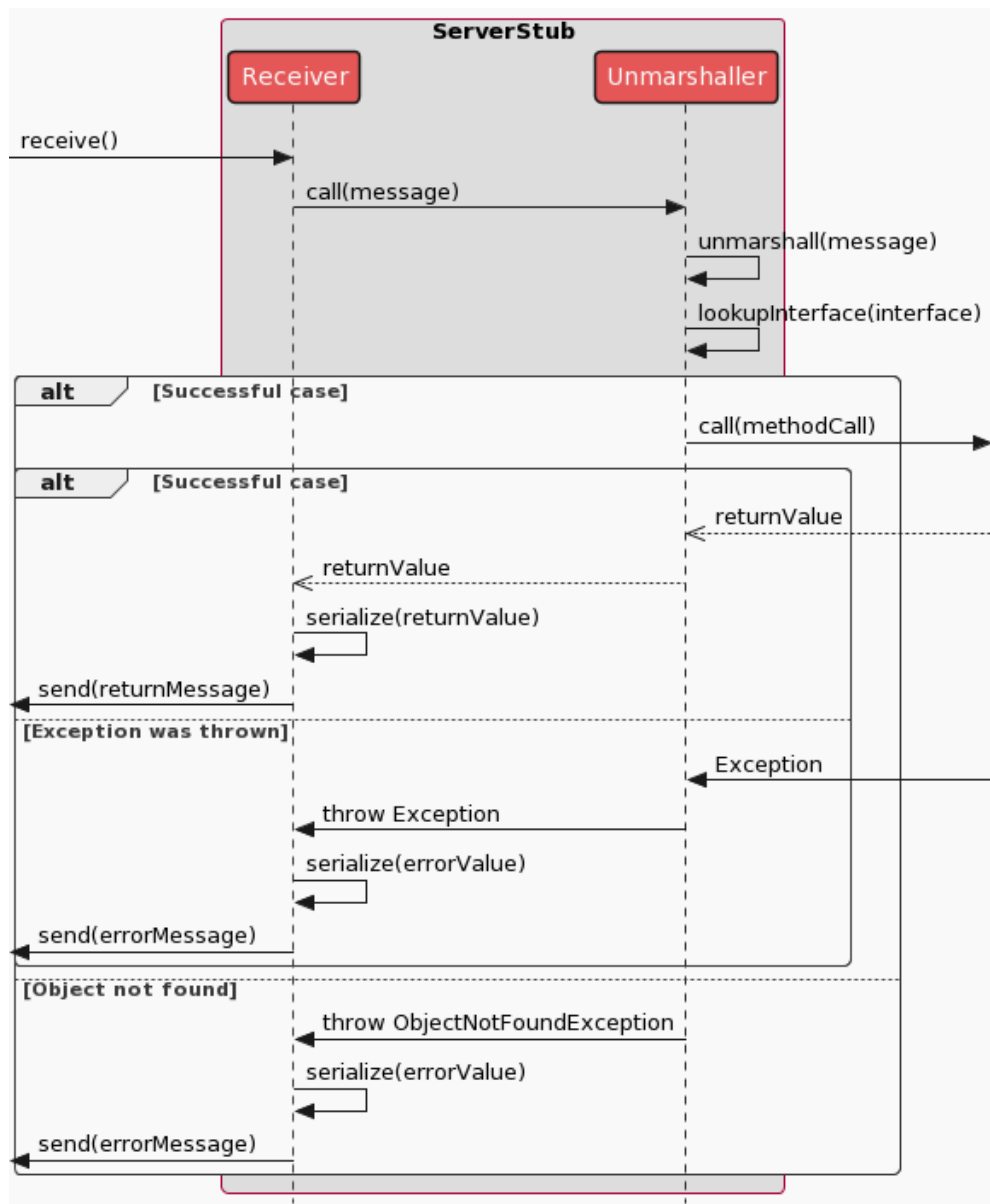 ServerStub
Receiver
Unmarshaller
receive()
call(message)
unmarshall(message)
lookupInterface(interface)
alt [Successful case]
call(methodCall)
alt [Successful case]
returnValue
returnValue
serialize(returnValue)
send(returnMessage)
[Exception was thrown]
Exception
throw Exception
serialize(errorValue)
send(errorMessage)
[Object not found]
throw ObjectNotFoundException
serialize(errorValue)
send(errorMessage)